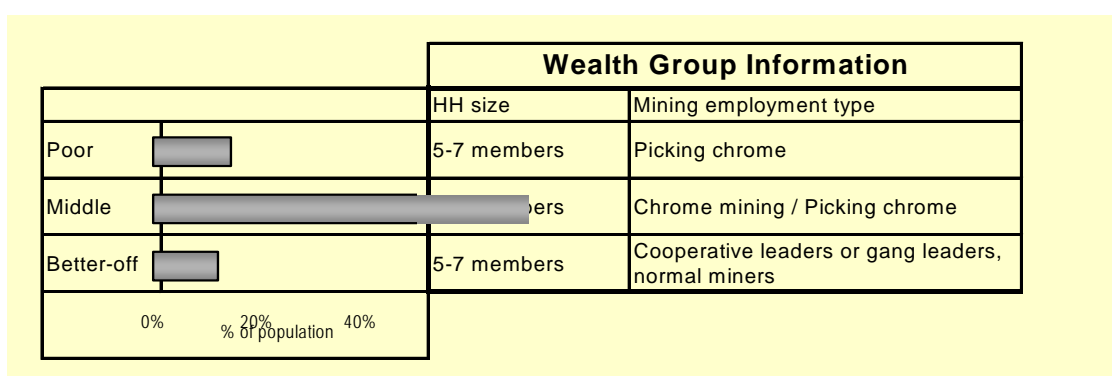 Wealth Group Information
HH size Mining employment type
Poor 5-7 members Picking chrome
Middle Chrome mining / Picking chrome
Better-off 5-7 members Cooperative leaders or gang leaders,
normal miners
0% 20% 40%
% of population